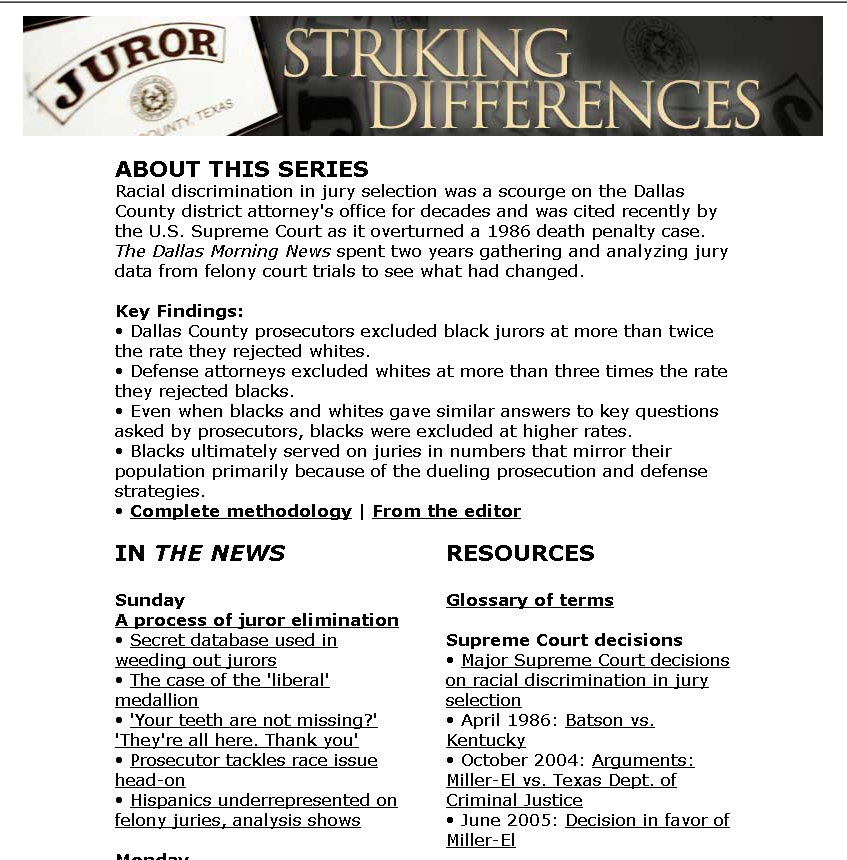 JUROR
OUNTY, TEXAS
STRIKING
DIFFERENCES
ABOUT THIS SERIES
Racial discrimination in jury selection was a scourge on the Dallas
County district attorney's office for decades and was cited recently by
the U.S. Supreme Court as it overturned a 1986 death penalty case.
The Dallas Morning News spent two years gathering and analyzing jury
data from felony court trials to see what had changed.
Key Findings:
• Dallas County prosecutors excluded black jurors at more than twice
the rate they rejected whites.
• Defense attorneys excluded whites at more than three times the rate
they rejected blacks.
• Even when blacks and whites gave similar answers to key questions
asked by prosecutors, blacks were excluded at higher rates.
• Blacks ultimately served on juries in numbers that mirror their
population primarily because of the dueling prosecution and defense
strategies.
• Complete methodology | From the editor
IN THE NEWS
Sunday
A process of juror elimination
• Secret database used in
weeding out jurors
• The case of the 'liberal'
medallion
• 'Your teeth are not missing?'
'They're all here. Thank you'
• Prosecutor tackles race issue
head-on
• Hispanics underrepresented on
felony juries, analysis shows
Monday
RESOURCES
Glossary of terms
Supreme Court decisions
• Major Supreme Court decisions
on racial discrimination in jury
selection
• April 1986: Batson vs.
Kentucky
• October 2004: Arguments:
Miller-El vs. Texas Dept. of
Criminal Justice
• June 2005: Decision in favor of
Miller-El